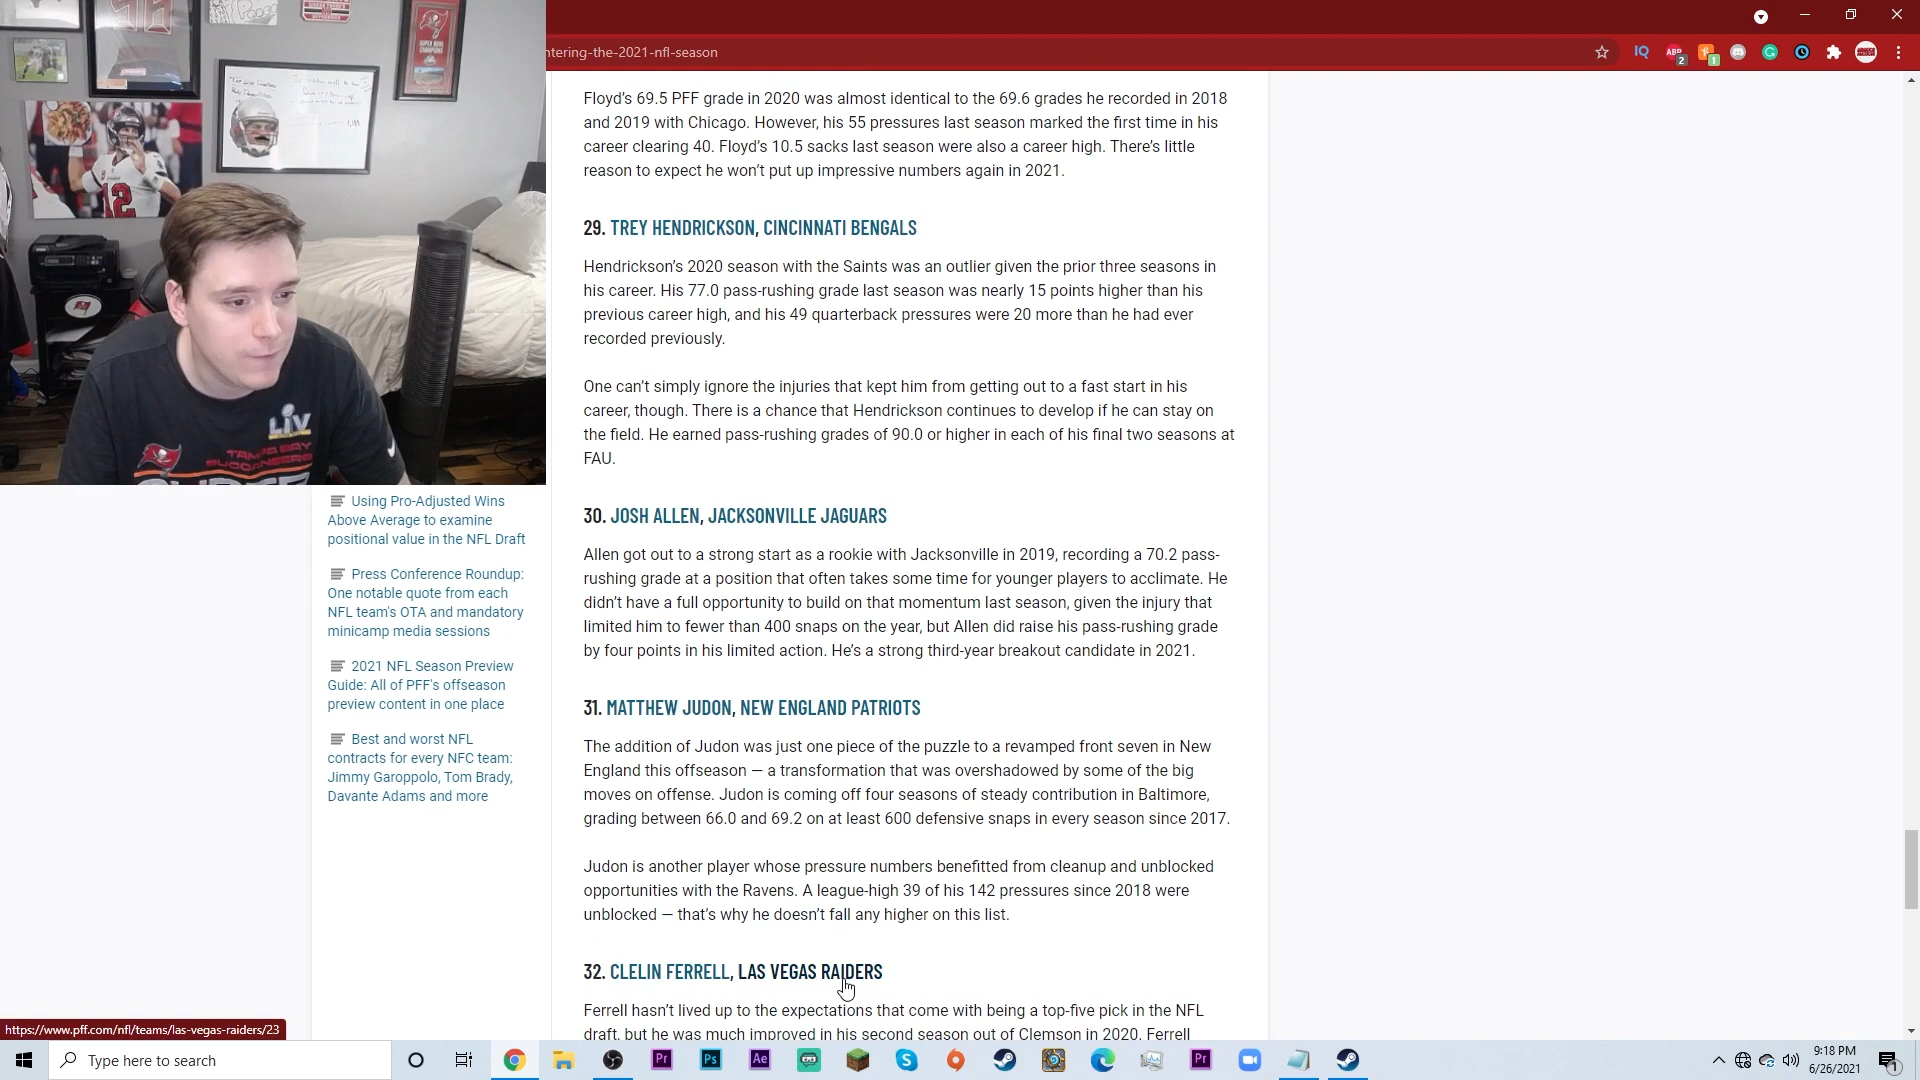 ntering-the-2021-nfl-season
2
1
SUPER BOWL
CHAMPIONS
12
LIV
TAMPA BAY
BUCCANEERS
Floyd’s 69.5 PFF grade in 2020 was almost identical to the 69.6 grades he recorded in 2018
and 2019 with Chicago. However, his 55 pressures last season marked the first time in his
career clearing 40. Floyd’s 10.5 sacks last season were also a career high. There’s little
reason to expect he won’t put up impressive numbers again in 2021.
29. TREY HENDRICKSON, CINCINNATI BENGALS
Hendrickson’s 2020 season with the Saints was an outlier given the prior three seasons in
his career. His 77.0 pass-rushing grade last season was nearly 15 points higher than his
previous career high, and his 49 quarterback pressures were 20 more than he had ever
recorded previously.
One can’t simply ignore the injuries that kept him from getting out to a fast start in his
career, though. There is a chance that Hendrickson continues to develop if he can stay on
the field. He earned pass-rushing grades of 90.0 or higher in each of his final two seasons at
FAU.
30. JOSH ALLEN, JACKSONVILLE JAGUARS
Allen got out to a strong start as a rookie with Jacksonville in 2019, recording a 70.2 pass-
rushing grade at a position that often takes some time for younger players to acclimate. He
didn’t have a full opportunity to build on that momentum last season, given the injury that
limited him to fewer than 400 snaps on the year, but Allen did raise his pass-rushing grade
by four points in his limited action. He’s a strong third-year breakout candidate in 2021.
31. MATTHEW JUDON, NEW ENGLAND PATRIOTS
The addition of Judon was just one piece of the puzzle to a revamped front seven in New
England this offseason — a transformation that was overshadowed by some of the big
moves on offense. Judon is coming off four seasons of steady contribution in Baltimore,
grading between 66.0 and 69.2 on at least 600 defensive snaps in every season since 2017.
Judon is another player whose pressure numbers benefitted from cleanup and unblocked
opportunities with the Ravens. A league-high 39 of his 142 pressures since 2018 were
unblocked — that’s why he doesn’t fall any higher on this list.
32. CLELIN FERRELL, LAS VEGAS RAIDERS
Ferrell hasn’t lived up to the expectations that come with being a top-five pick in the NFL
draft, but he was much improved in his second season out of Clemson in 2020. Ferrell
Using Pro-Adjusted Wins
Above Average to examine
positional value in the NFL Draft
Press Conference Roundup:
One notable quote from each
NFL team's OTA and mandatory
minicamp media sessions
2021 NFL Season Preview
Guide: All of PFF's offseason
preview content in one place
Best and worst NFL
contracts for every NFC team:
Jimmy Garoppolo, Tom Brady,
Davante Adams and more
https://www.pff.com/nfl/teams/las-vegas-raiders/23
Type here to search
Pr
Ps
Ae
Pr
9:18 PM
6/26/2021
1